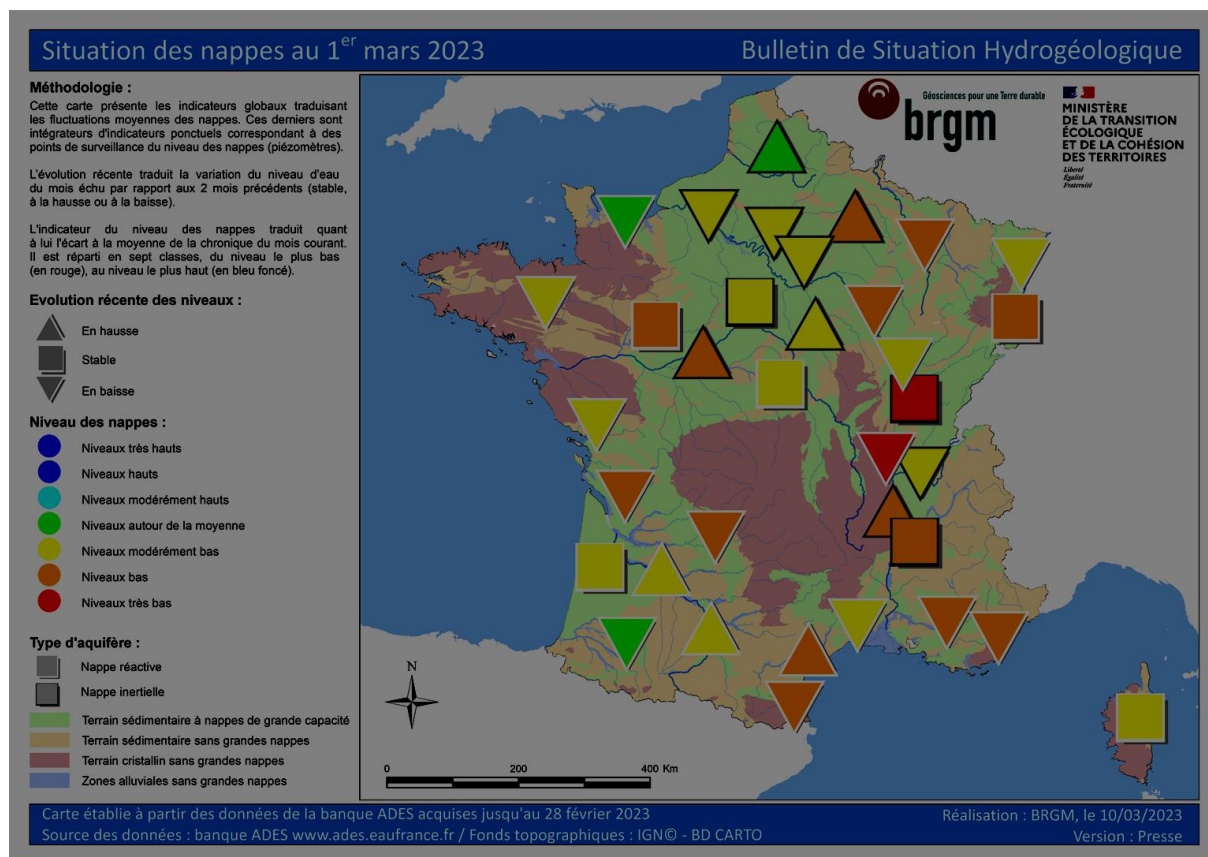 Situation des nappes au 1er mars 2023
Bulletin de Situation Hydrogéologique
Méthodologie :
Cette carte présente les indicateurs globaux traduisant
les fluctuations moyennes des nappes. Ces derniers sont
intégrateurs d'indicateurs ponctuels correspondant à des
points de surveillance du niveau des nappes (piézomètres).
L'évolution récente traduit la variation du niveau d'eau
du mois échu par rapport aux 2 mois précédents (stable,
à la hausse ou à la baisse).
L'indicateur du niveau des nappes traduit quant
à lui l'écart à la moyenne de la chronique du mois courant.
Il est réparti en sept classes, du niveau le plus bas
(en rouge), au niveau le plus haut (en bleu foncé).
Evolution récente des niveaux :
En hausse
Stable
En baisse
Niveau des nappes :
Niveaux très hauts
Niveaux hauts
Niveaux modérément hauts
Niveaux autour de la moyenne
Niveaux modérément bas
Niveaux bas
Niveaux très bas
Type d'aquifère :
Nappe réactive
Nappe inertielle
Terrain sédimentaire à nappes de grande capacité
Terrain sédimentaire sans grandes nappes
Terrain cristallin sans grandes nappes
Zones alluviales sans grandes nappes
Géosciences pour une Terre durable
brgm
MINISTÈRE
DE LA TRANSITION
ÉCOLOGIQUE
ET DE LA COHÉSION
DES TERRITOIRES
Liberté
Égalité
Fraternité
N
0 200 400 Km
Carte établie à partir des données de la banque ADES acquises jusqu'au 28 février 2023
Source des données : banque ADES www.ades.eaufrance.fr / Fonds topographiques : IGN© - BD CARTO
Réalisation : BRGM, le 10/03/2023
Version : Presse